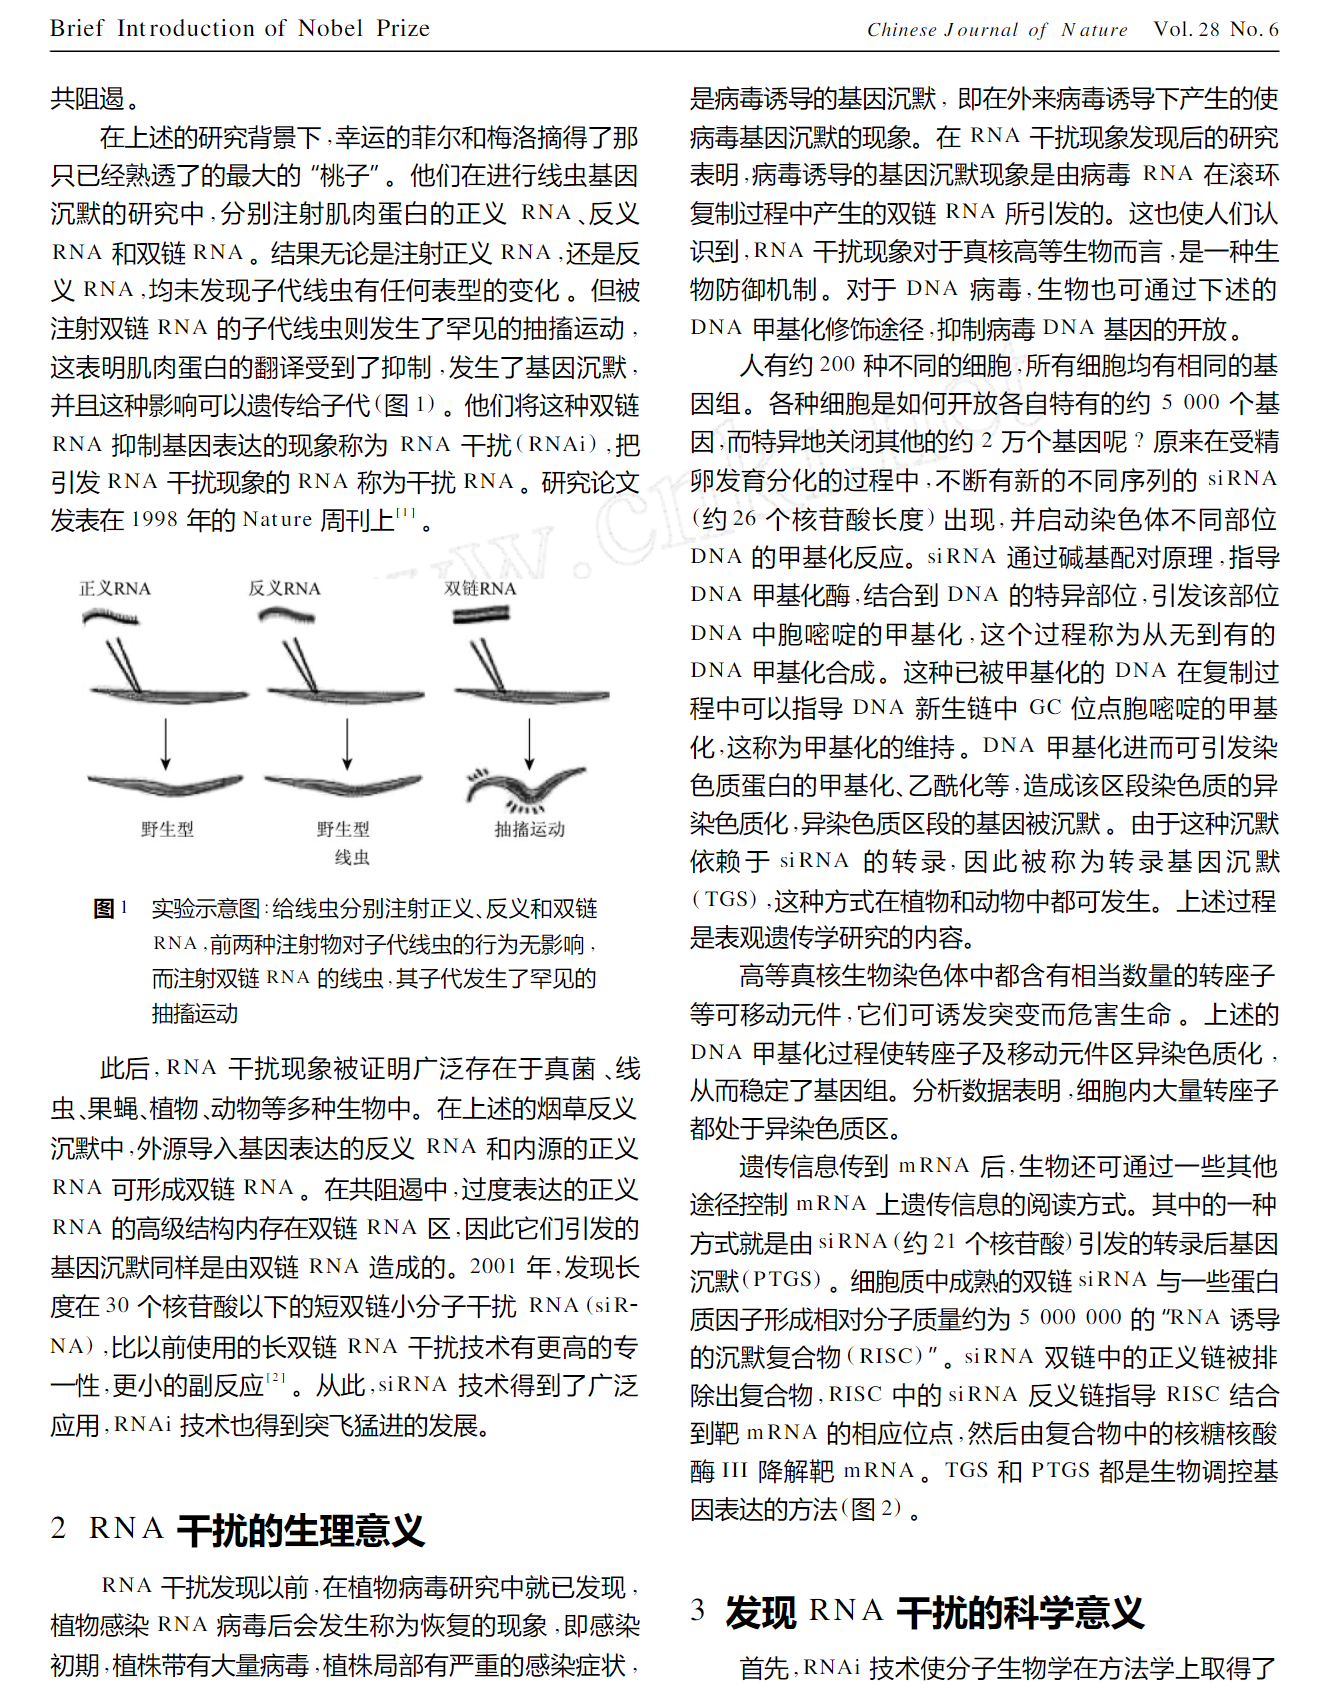 Brief Introduction of Nobel Prize
Chinese Journal of Nature Vol. 28 No. 6
共阻遏。
在上述的研究背景下,幸运的菲尔和梅洛摘得了那
只已经熟透了的最大的“桃子”。他们在进行线虫基因
沉默的研究中,分别注射肌肉蛋白的正义 RNA、反义
RNA 和双链 RNA。结果无论是注射正义 RNA,还是反
义 RNA,均未发现子代线虫有任何表型的变化。但被
注射双链 RNA 的子代线虫则发生了罕见的抽搐运动,
这表明肌肉蛋白的翻译受到了抑制,发生了基因沉默,
并且这种影响可以遗传给子代(图 1)。他们将这种双链
RNA 抑制基因表达的现象称为 RNA 干扰(RNAi),把
引发 RNA 干扰现象的 RNA 称为干扰 RNA。研究论文
发表在 1998 年的 Nature 周刊上[1]。
正义RNA 反义RNA 双链RNA
野生型 野生型 抽搐运动
线虫
图 1 实验示意图:给线虫分别注射正义、反义和双链
RNA,前两种注射物对子代线虫的行为无影响,
而注射双链 RNA 的线虫,其子代发生了罕见的
抽搐运动
此后,RNA 干扰现象被证明广泛存在于真菌、线
虫、果蝇、植物、动物等多种生物中。在上述的烟草反义
沉默中,外源导入基因表达的反义 RNA 和内源的正义
RNA 可形成双链 RNA。在共阻遏中,过度表达的正义
RNA 的高级结构内存在双链 RNA 区,因此它们引发的
基因沉默同样是由双链 RNA 造成的。2001 年,发现长
度在 30 个核苷酸以下的短双链小分子干扰 RNA(siR-
NA),比以前使用的长双链 RNA 干扰技术有更高的专
一性,更小的副反应[2]。从此,siRNA 技术得到了广泛
应用,RNAi 技术也得到突飞猛进的发展。
2 RNA 干扰的生理意义
RNA 干扰发现以前,在植物病毒研究中就已发现,
植物感染 RNA 病毒后会发生称为恢复的现象,即感染
初期,植株带有大量病毒,植株局部有严重的感染症状,
是病毒诱导的基因沉默,即在外来病毒诱导下产生的使
病毒基因沉默的现象。在 RNA 干扰现象发现后的研究
表明,病毒诱导的基因沉默现象是由病毒 RNA 在滚环
复制过程中产生的双链 RNA 所引发的。这也使人们认
识到,RNA 干扰现象对于真核高等生物而言,是一种生
物防御机制。对于 DNA 病毒,生物也可通过下述的
DNA 甲基化修饰途径,抑制病毒 DNA 基因的开放。
人有约 200 种不同的细胞,所有细胞均有相同的基
因组。各种细胞是如何开放各自特有的约 5 000 个基
因,而特异地关闭其他的约 2 万个基因呢?原来在受精
卵发育分化的过程中,不断有新的不同序列的 siRNA
(约 26 个核苷酸长度)出现,并启动染色体不同部位
DNA 的甲基化反应。siRNA 通过碱基配对原理,指导
DNA 甲基化酶,结合到 DNA 的特异部位,引发该部位
DNA 中胞嘧啶的甲基化,这个过程称为从无到有的
DNA 甲基化合成。这种已被甲基化的 DNA 在复制过
程中可以指导 DNA 新生链中 GC 位点胞嘧啶的甲基
化,这称为甲基化的维持。DNA 甲基化进而可引发染
色质蛋白的甲基化、乙酰化等,造成该区段染色质的异
染色质化,异染色质区段的基因被沉默。由于这种沉默
依赖于 siRNA 的转录,因此被称为转录基因沉默
(TGS),这种方式在植物和动物中都可发生。上述过程
是表观遗传学研究的内容。
高等真核生物染色体中都含有相当数量的转座子
等可移动元件,它们可诱发突变而危害生命。上述的
DNA 甲基化过程使转座子及移动元件区异染色质化,
从而稳定了基因组。分析数据表明,细胞内大量转座子
都处于异染色质区。
遗传信息传到 mRNA 后,生物还可通过一些其他
途径控制 mRNA 上遗传信息的阅读方式。其中的一种
方式就是由 siRNA(约 21 个核苷酸)引发的转录后基因
沉默(PTGS)。细胞质中成熟的双链 siRNA 与一些蛋白
质因子形成相对分子质量约为 5 000 000 的“RNA 诱导
的沉默复合物(RISC)”。siRNA 双链中的正义链被排
除出复合物,RISC 中的 siRNA 反义链指导 RISC 结合
到靶 mRNA 的相应位点,然后由复合物中的核糖核酸
酶 III 降解靶 mRNA。TGS 和 PTGS 都是生物调控基
因表达的方法(图 2)。
3 发现 RNA 干扰的科学意义
首先,RNAi 技术使分子生物学在方法学上取得了
www.cnki.net